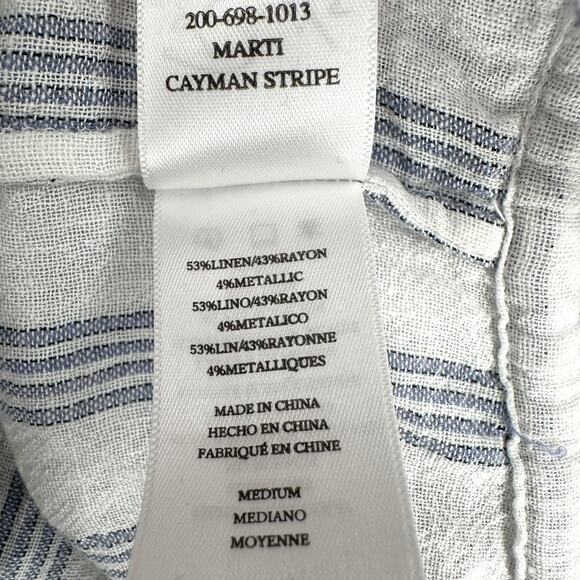 200-698-1013
MARTI
CAYMAN STRIPE
53%LINEN/43%RAYON
4%METALLIC
53%LINO/43%RAYON
4%METALICO
53%LIN/43%RAYONNE
4%METALLIQUES
MADE IN CHINA
HECHO EN CHINA
FABRIQUÉ EN CHINE
MEDIUM
MEDIANO
MOYENNE